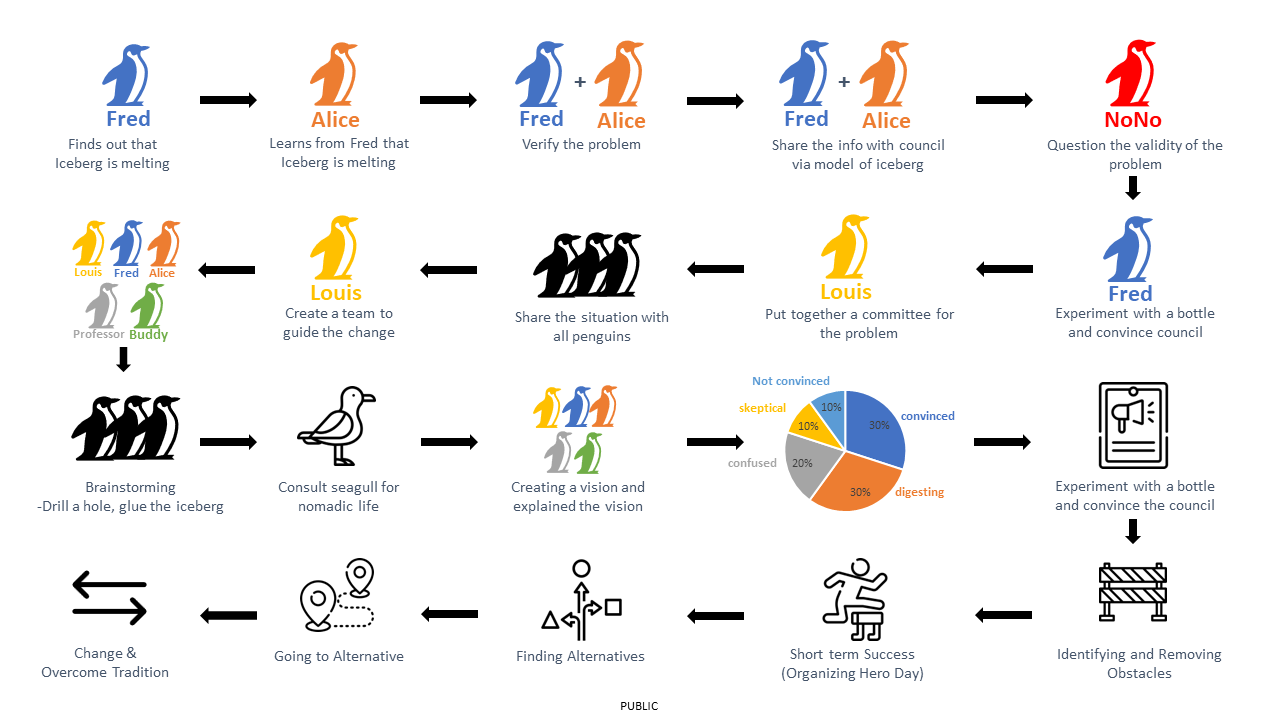 Fred
Finds out that
Iceberg is melting
Alice
Learns from Fred that
Iceberg is melting
+
Fred
Alice
Verify the problem
+
Fred
Alice
Share the info with council
via model of iceberg
NoNo
Question the validity of the
problem
Fred
Experiment with a bottle
and convince council
Louis
Put together a committee for
the problem
Share the situation with
all penguins
Louis
Create a team to
guide the change
Louis
Fred
Alice
Professor
Buddy
Brainstorming
-Drill a hole, glue the iceberg
Consult seagull for
nomadic life
Creating a vision and
explained the vision
Not convinced
skeptical
confused
convinced
digesting
10%
10%
20%
30%
30%
Experiment with a bottle
and convince the council
Identifying and Removing
Obstacles
Short term Success
(Organizing Hero Day)
Finding Alternatives
Going to Alternative
Change &
Overcome Tradition
PUBLIC